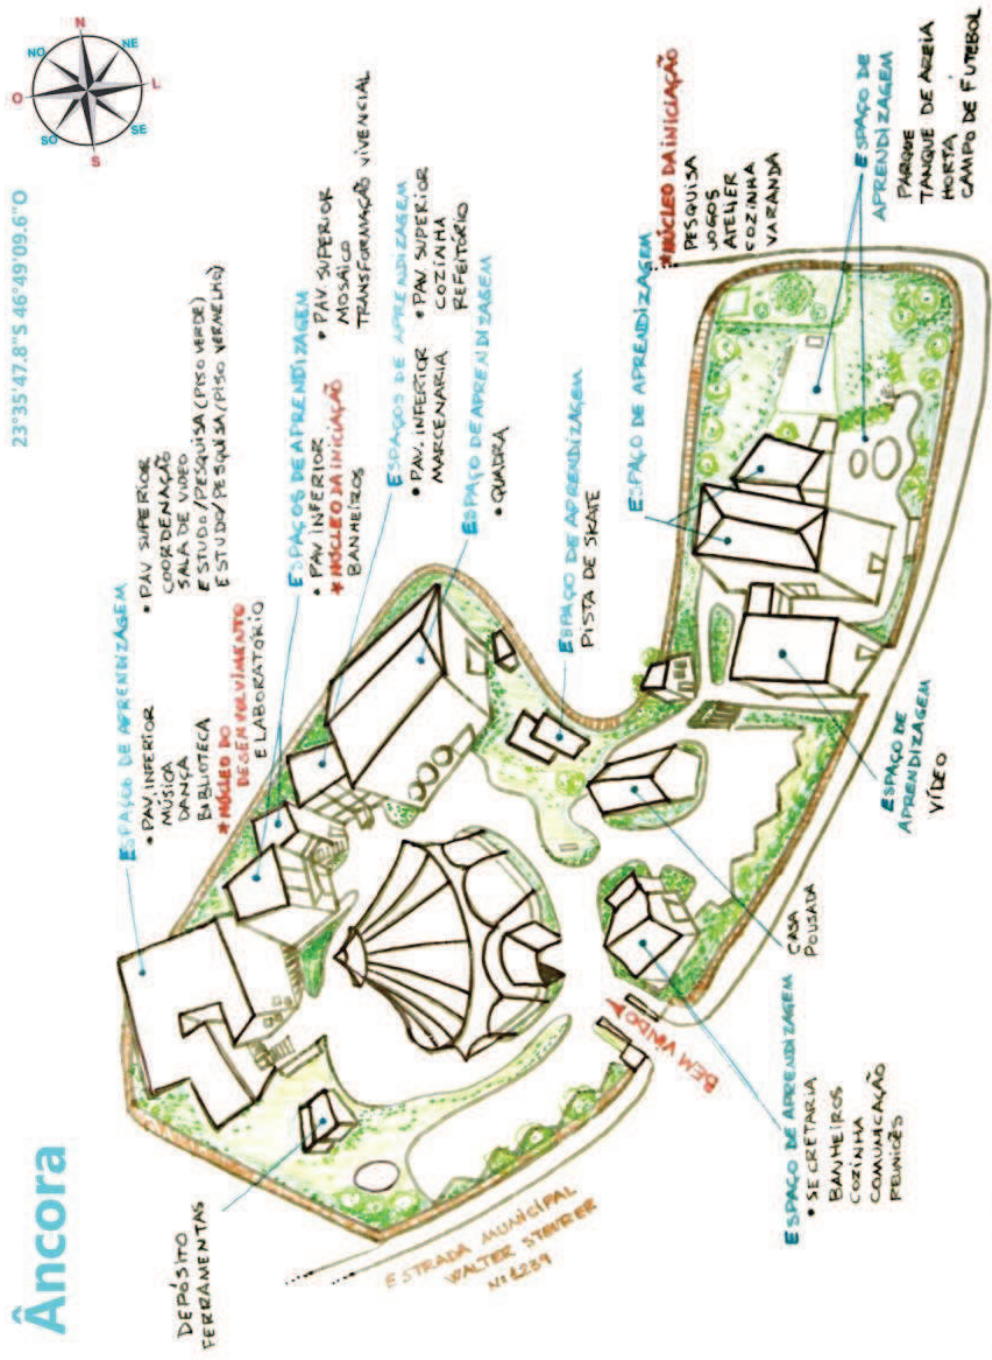 Âncora
23°35'47.8"S 46°49'09.6"O
N
NE
L
SE
S
SO
O
NO
DEPÓSITO
FERRAMENTAS
ESPAÇOS DE APRENDIZAGEM
• PAV. INFERIOR
MÚSICA
DANÇA
BIBLIOTECA
*NÚCLEO DO
DESENVOLVIMENTO
E LABORATÓRIO
• PAV SUPERIOR
COORDENAÇÃO
SALA DE VIDEO
ESTUDO/PESQUISA (PISO VERDE)
ESTUDO/PESQUISA (PISO VERMELHO)
ESPAÇOS DE APRENDIZAGEM
• PAV INFERIOR
*NÚCLEO DA INICIAÇÃO
BANHEIROS
• PAV. SUPERIOR
MOSAICO
TRANSFORMAÇÃO VIVENCIAL
ESPAÇOS DE APRENDIZAGEM
• PAV. INFERIOR
MARCENARIA
• PAV. SUPERIOR
COZINHA
REFEITÓRIO
ESPAÇO DE APRENDIZAGEM
• QUADRA
ESPAÇO DE APRENDIZAGEM
PISTA DE SKATE
ESPAÇO DE APRENDIZAGEM
*NÚCLEO DA INICIAÇÃO
PESQUISA
JOGOS
ATELIER
COZINHA
VARANDA
ESPAÇO DE
APRENDIZAGEM
PARQUE
TANQUE DE AREIA
HORTA
CAMPO DE FUTEBOL
ESPAÇO DE
APRENDIZAGEM
VÍDEO
CASA
POUSADA
BEM VINDO
ESPAÇO DE APRENDIZAGEM
• SECRETARIA
BANHEIROS
COZINHA
COMUNICAÇÃO
REUNIÕES
ESTRADA MUNICIPAL
WALTER STEURER
Nº 1239